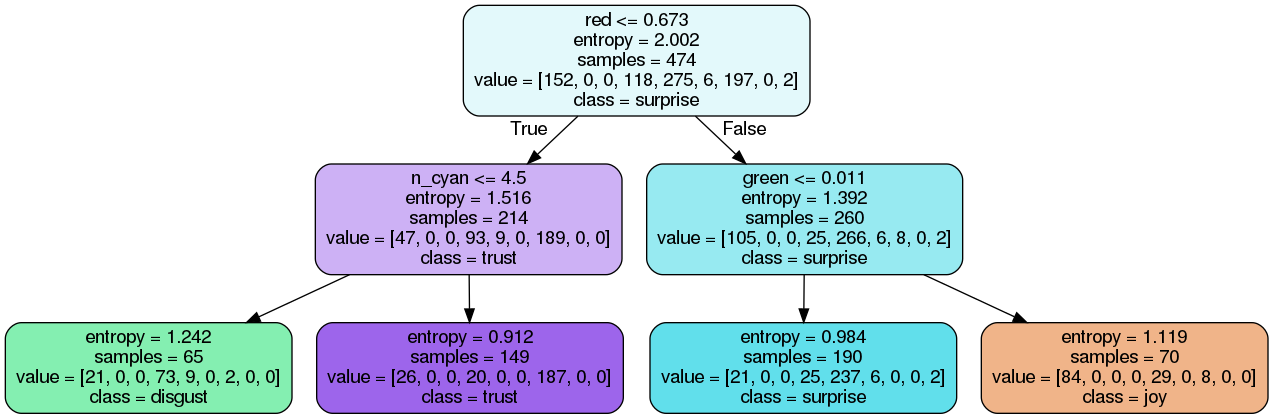 red <= 0.673
entropy = 2.002
samples = 474
value = [152, 0, 0, 118, 275, 6, 197, 0, 2]
class = surprise
True
False
n_cyan <= 4.5
entropy = 1.516
samples = 214
value = [47, 0, 0, 93, 9, 0, 189, 0, 0]
class = trust
green <= 0.011
entropy = 1.392
samples = 260
value = [105, 0, 0, 25, 266, 6, 8, 0, 2]
class = surprise
entropy = 1.242
samples = 65
value = [21, 0, 0, 73, 9, 0, 2, 0, 0]
class = disgust
entropy = 0.912
samples = 149
value = [26, 0, 0, 20, 0, 0, 187, 0, 0]
class = trust
entropy = 0.984
samples = 190
value = [21, 0, 0, 25, 237, 6, 0, 0, 2]
class = surprise
entropy = 1.119
samples = 70
value = [84, 0, 0, 0, 29, 0, 8, 0, 0]
class = joy